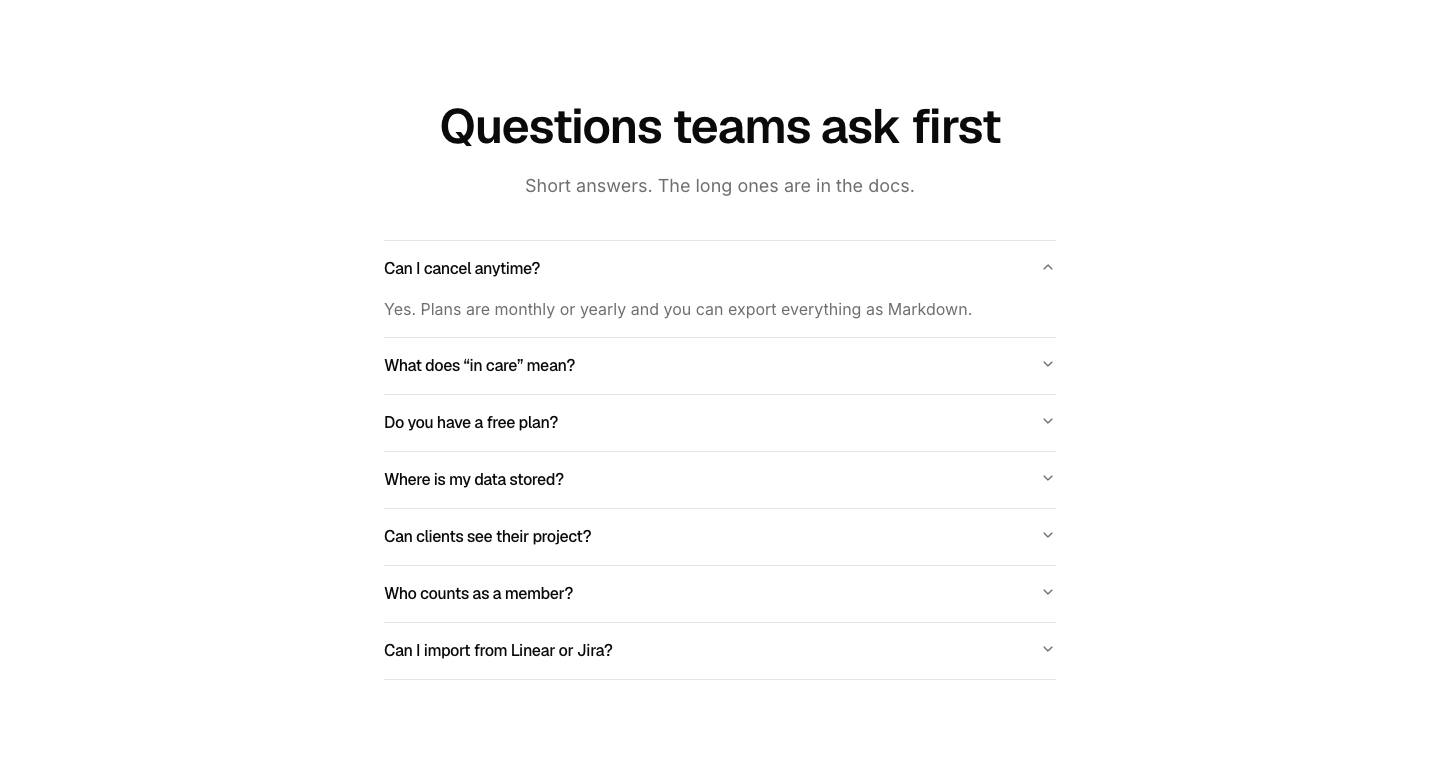 Questions teams ask first
Short answers. The long ones are in the docs.
Can I cancel anytime?
Yes. Plans are monthly or yearly and you can export everything as Markdown.
What does “in care” mean?
Do you have a free plan?
Where is my data stored?
Can clients see their project?
Who counts as a member?
Can I import from Linear or Jira?